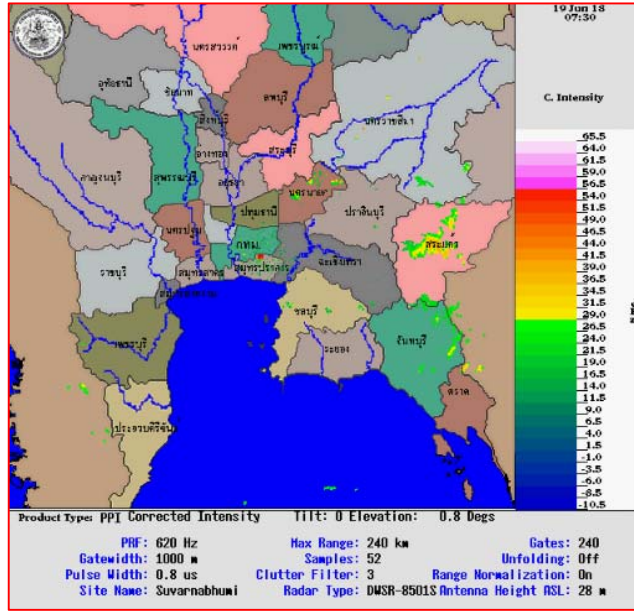 19 Jun 18
07:30
นครสวรรค์
เพชรบูรณ์
อุทัยธานี
ชัยนาท
ลพบุรี
C. Intensity
สิงห์บุรี
นครราชสีมา
อ่างทอง
สระบุรี
สุพรรณบุรี
อยุธยา
นครนายก
ปราจีนบุรี
ปทุมธานี
สระแก้ว
นครปฐม
กทม.
ฉะเชิงเทรา
ราชบุรี
สมุทรสาคร
สมุทรปราการ
ชลบุรี
เพชรบุรี
ระยอง
จันทบุรี
ตราด
ประจวบคีรีขันธ์
65.5
64.0
61.5
59.0
56.5
54.0
51.5
49.0
46.5
44.0
41.5
39.0
36.5
34.0
31.5
29.0
26.5
24.0
21.5
19.0
16.5
14.0
11.5
9.0
6.5
4.0
1.5
-1.0
-3.5
-6.0
-8.5
-10.5
Product Type: PPI Corrected Intensity Tilt: 0 Elevation: 0.8 Degs
PRF: 620 Hz Max Range: 240 km Gates: 240
Gatewidth: 1000 m Samples: 52 Unfolding: Off
Pulse Width: 0.8 us Clutter Filter: 3 Range Normalization: On
Site Name: Suvarnabhumi Radar Type: DWSR-8501S Antenna Height ASL: 28 m